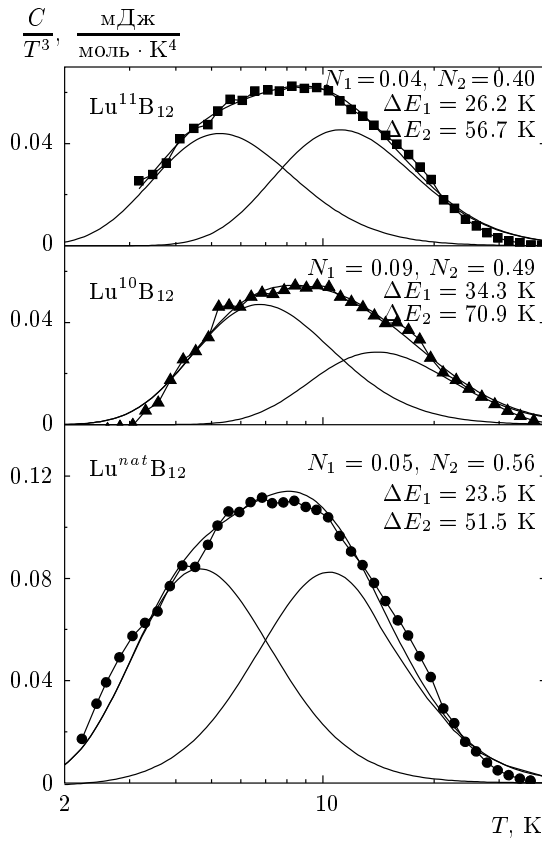 C/T³, мДж/моль · K⁴
N₁=0.04, N₂=0.40
Lu¹¹B₁₂
ΔE₁ = 26.2 K
ΔE₂ = 56.7 K
0.04
0
N₁ = 0.09, N₂ = 0.49
Lu¹⁰B₁₂
ΔE₁ = 34.3 K
ΔE₂ = 70.9 K
0.04
0
LuⁿᵃᵗB₁₂
N₁ = 0.05, N₂ = 0.56
0.12
ΔE₁ = 23.5 K
ΔE₂ = 51.5 K
0.08
0.04
0
2
10
T, K